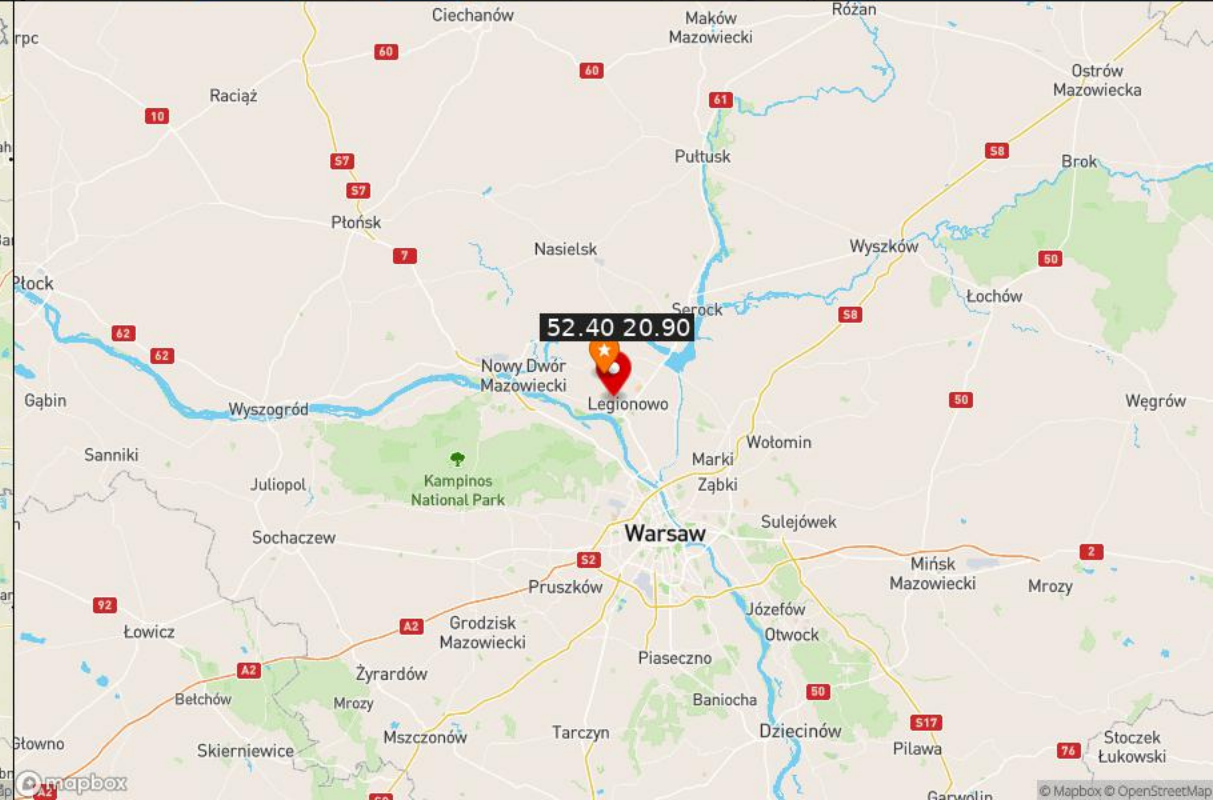 Ciechanów
Maków
Mazowiecki
Różan
rpc
60
60
Ostrów
Mazowiecka
Raciąż
61
10
S8
S7
Pułtusk
Brok
S7
Płońsk
Nasielsk
Wyszków
7
50
Płock
Łochów
Serock
S8
52.40 20.90
62
62
Nowy Dwór
Mazowiecki
Gąbin
Wyszogród
Legionowo
50
Węgrów
Sanniki
Wołomin
Marki
Kampinos
National Park
Juliopol
Ząbki
Sulejówek
Sochaczew
Warsaw
S2
2
Mińsk
Mazowiecki
Pruszków
Mrozy
92
Józefów
Łowicz
A2
Grodzisk
Mazowiecki
Otwock
Piaseczno
A2
Żyrardów
Bełchów
Mrozy
50
Baniocha
S17
Głowno
Skierniewice
Mszczonów
Tarczyn
Dziecinów
Pilawa
76
Stoczek
Łukowski
mapbox
A2
Garwolin
© Mapbox © OpenStreetMap